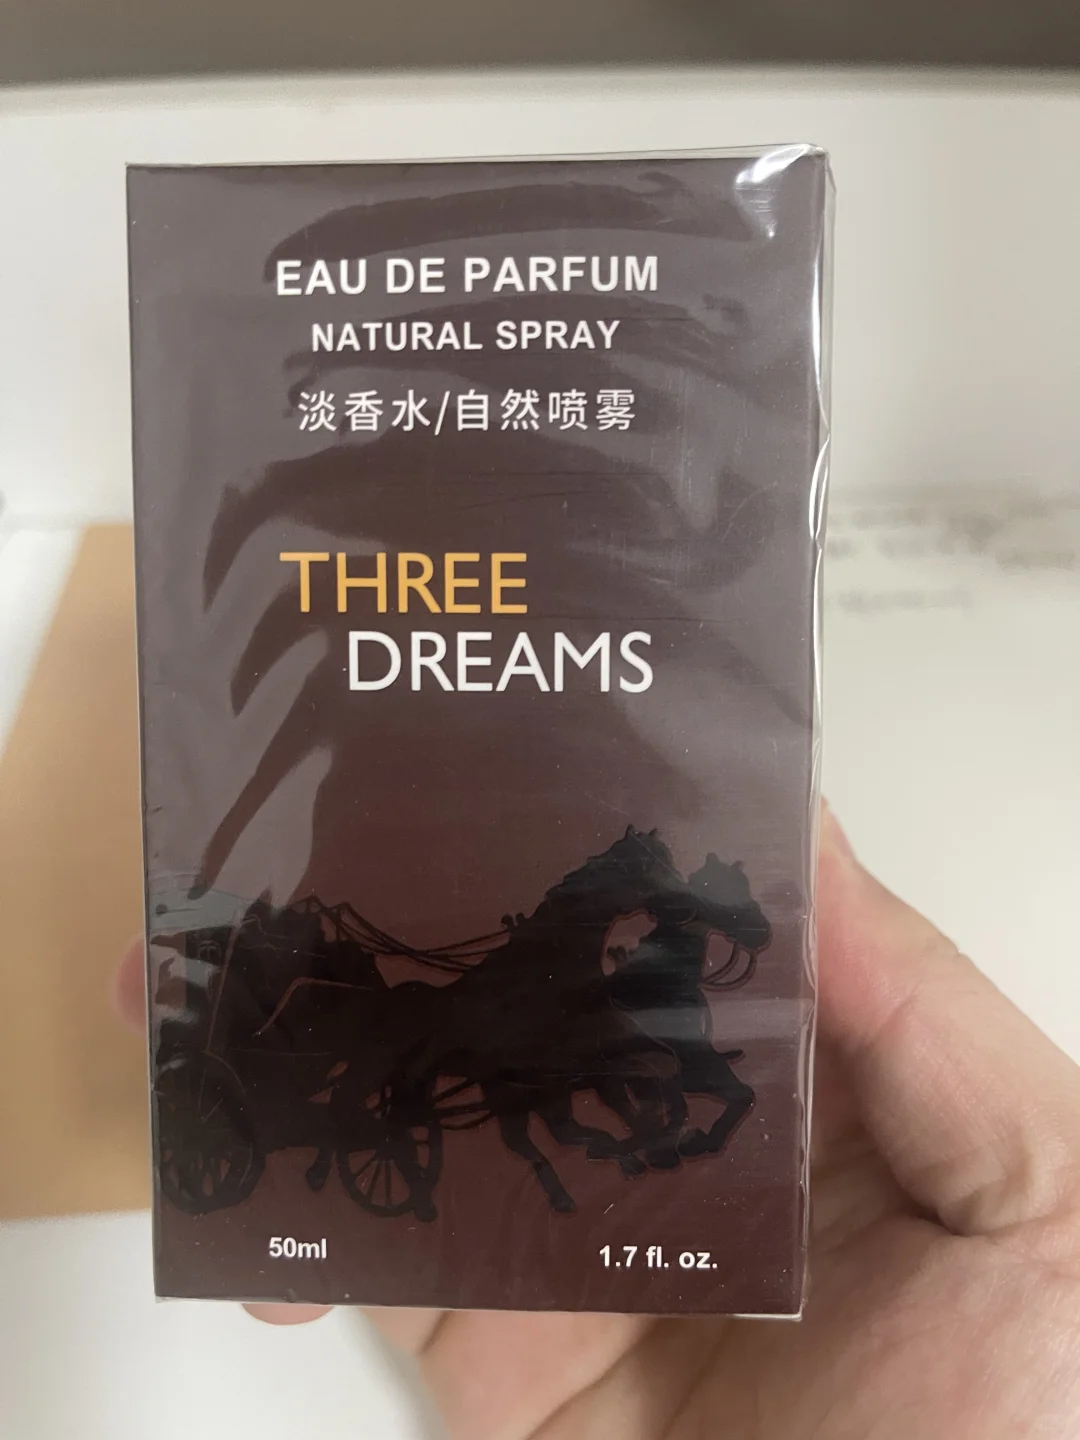 EAU DE PARFUM
NATURAL SPRAY
淡香水/自然喷雾
THREE
DREAMS
50ml
1.7 fl. oz.